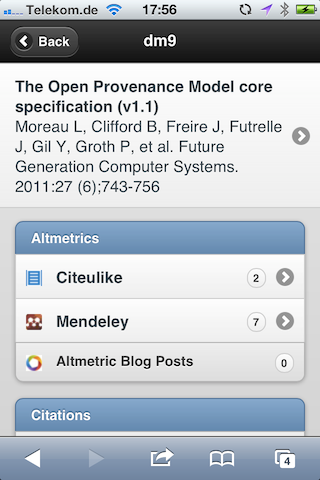 Telekom.de 17:56
Back dm9
The Open Provenance Model core
specification (v1.1)
Moreau L, Clifford B, Freire J, Futrelle
J, Gil Y, Groth P, et al. Future
Generation Computer Systems.
2011:27 (6);743-756
Altmetrics
Citeulike 2
Mendeley 7
Altmetric Blog Posts 0
Citations
4